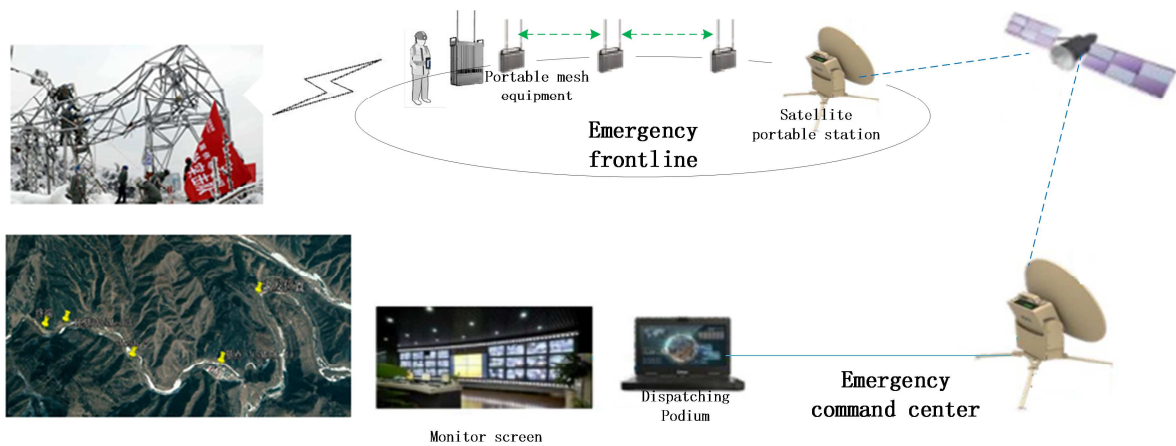 Portable mesh
equipment
Satellite
portable station
Emergency
frontline
Dispatching
Podium
Emergency
command center
Monitor screen